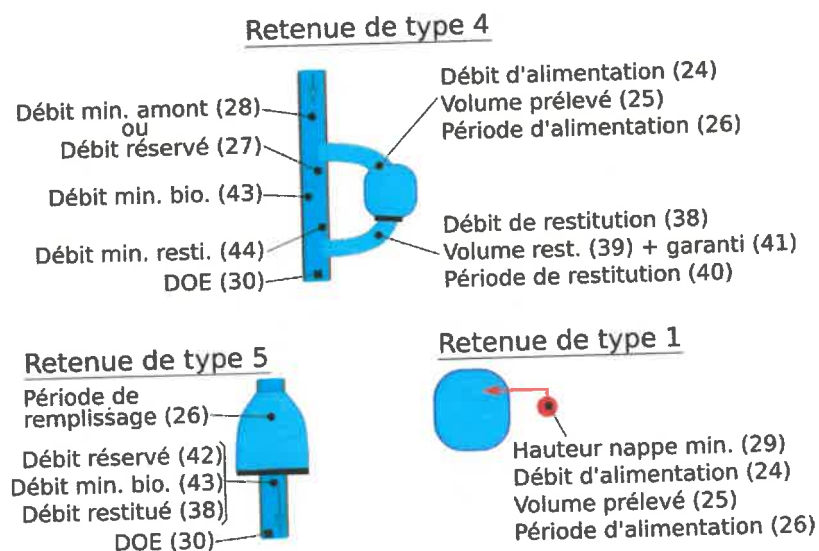 Retenue de type 4
Débit min. amont (28)
ou
Débit réservé (27)
Débit min. bio. (43)
Débit min. resti. (44)
DOE (30)
Débit d'alimentation (24)
Volume prélevé (25)
Période d'alimentation (26)
Débit de restitution (38)
Volume rest. (39) + garanti (41)
Période de restitution (40)
Retenue de type 5
Période de
remplissage (26)
Débit réservé (42)
Débit min. bio. (43)
Débit restitué (38)
DOE (30)
Retenue de type 1
Hauteur nappe min. (29)
Débit d'alimentation (24)
Volume prélevé (25)
Période d'alimentation (26)